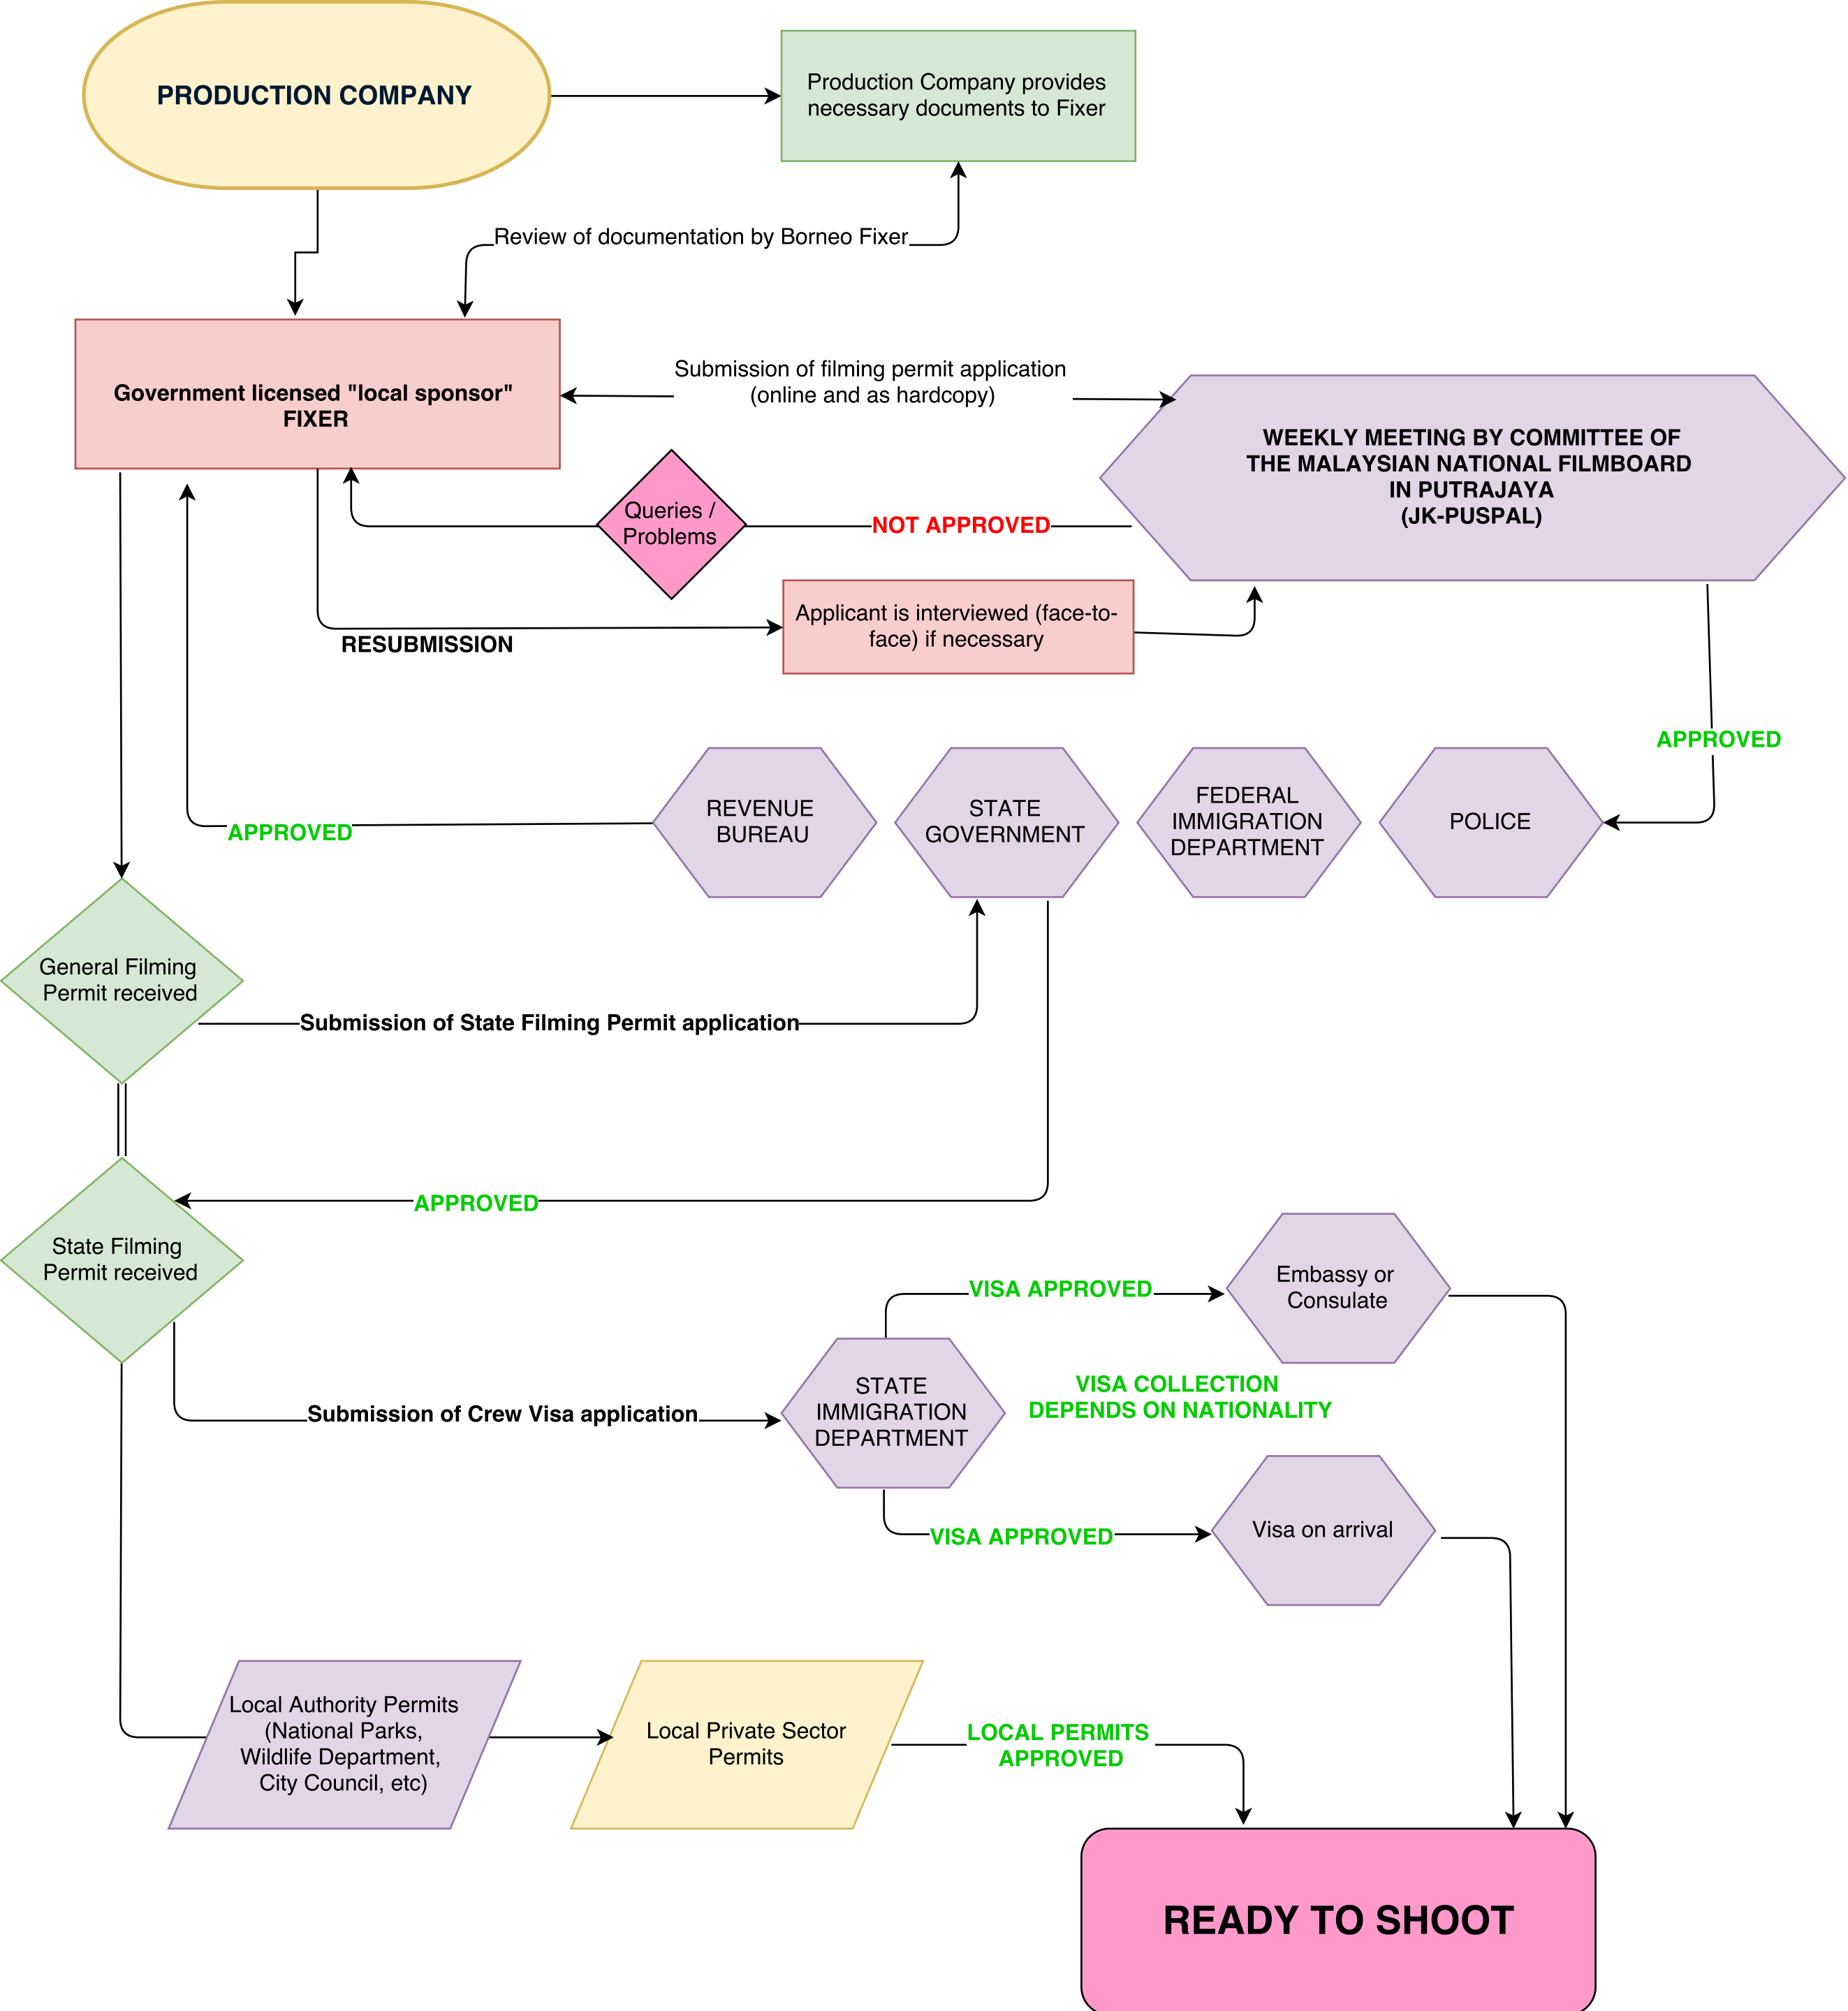 PRODUCTION COMPANY
Production Company provides
necessary documents to Fixer
Review of documentation by Borneo Fixer
Government licensed "local sponsor"
FIXER
Submission of filming permit application
(online and as hardcopy)
WEEKLY MEETING BY COMMITTEE OF
THE MALAYSIAN NATIONAL FILMBOARD
IN PUTRAJAYA
(JK-PUSPAL)
Queries /
Problems
NOT APPROVED
Applicant is interviewed (face-to-
face) if necessary
RESUBMISSION
APPROVED
REVENUE
BUREAU
STATE
GOVERNMENT
FEDERAL
IMMIGRATION
DEPARTMENT
POLICE
APPROVED
General Filming
Permit received
Submission of State Filming Permit application
APPROVED
State Filming
Permit received
VISA APPROVED
Embassy or
Consulate
STATE
IMMIGRATION
DEPARTMENT
VISA COLLECTION
DEPENDS ON NATIONALITY
Submission of Crew Visa application
VISA APPROVED
Visa on arrival
Local Authority Permits
(National Parks,
Wildlife Department,
City Council, etc)
Local Private Sector
Permits
LOCAL PERMITS
APPROVED
READY TO SHOOT